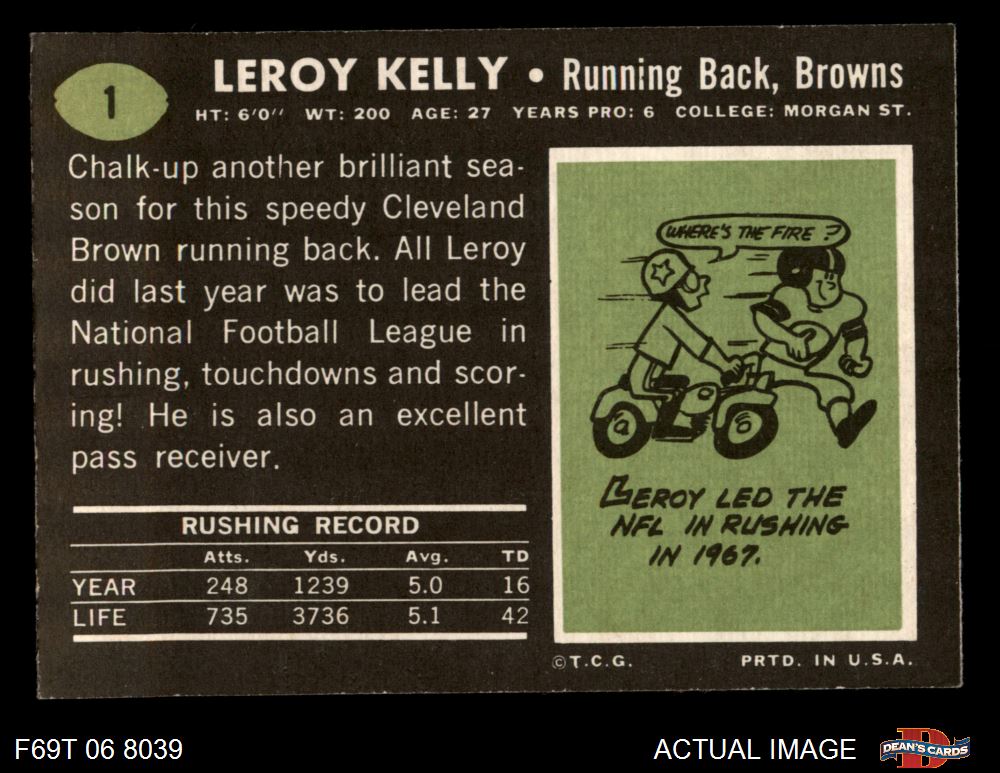 1
LEROY KELLY • Running Back, Browns
HT: 6'0" WT: 200 AGE: 27 YEARS PRO: 6 COLLEGE: MORGAN ST.
Chalk-up another brilliant sea-
son for this speedy Cleveland
Brown running back. All Leroy
did last year was to lead the
National Football League in
rushing, touchdowns and scor-
ing! He is also an excellent
pass receiver.
RUSHING RECORD
Atts. Yds. Avg. TD
YEAR 248 1239 5.0 16
LIFE 735 3736 5.1 42
WHERE'S THE FIRE ?
LEROY LED THE
NFL IN RUSHING
IN 1967.
©T.C.G. PRTD. IN U.S.A.
F69T 06 8039
ACTUAL IMAGE
DEAN'S CARDS